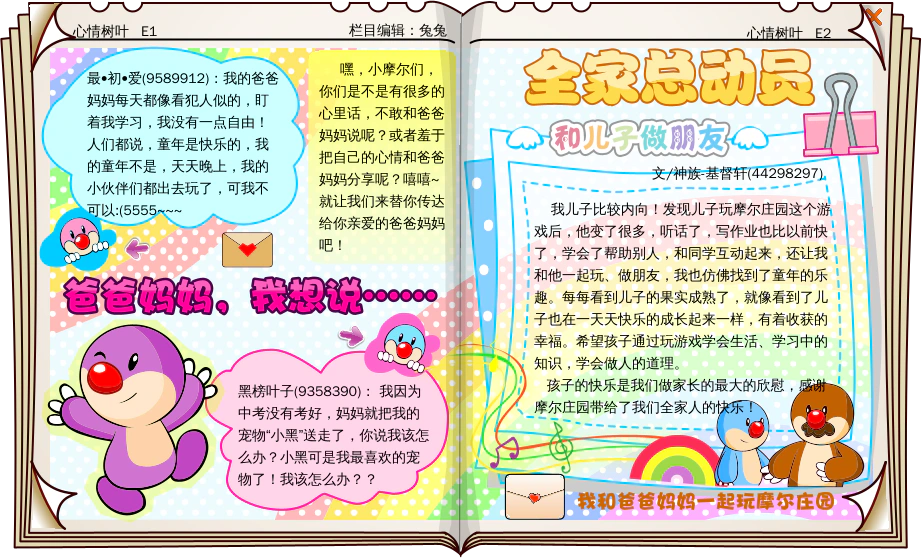 心情树叶 E1
栏目编辑：兔兔
最•初•爱(9589912)：我的爸爸
妈妈每天都像看犯人似的，盯
着我学习，我没有一点自由！
人们都说，童年是快乐的，我
的童年不是，天天晚上，我的
小伙伴们都出去玩了，可我不
可以:(5555~~~
嘿，小摩尔们，
你们是不是有很多的
心里话，不敢和爸爸
妈妈说呢？或者羞于
把自己的心情和爸爸
妈妈分享呢？嘻嘻~
就让我们来替你传达
给你亲爱的爸爸妈妈
吧！
爸爸妈妈，我想说……
黑榜叶子(9358390)： 我因为
中考没有考好，妈妈就把我的
宠物“小黑”送走了，你说我该怎
么办？小黑可是我最喜欢的宠
物了！我该怎么办？？
心情树叶 E2
全家总动员
和儿子做朋友
文/神族-基督轩(44298297)
我儿子比较内向！发现儿子玩摩尔庄园这个游
戏后，他变了很多，听话了，写作业也比以前快
了，学会了帮助别人，和同学互动起来，还让我
和他一起玩、做朋友，我也仿佛找到了童年的乐
趣。每每看到儿子的果实成熟了，就像看到了儿
子也在一天天快乐的成长起来一样，有着收获的
幸福。希望孩子通过玩游戏学会生活、学习中的
知识，学会做人的道理。
孩子的快乐是我们做家长的最大的欣慰，感谢
摩尔庄园带给了我们全家人的快乐！
我和爸爸妈妈一起玩摩尔庄园